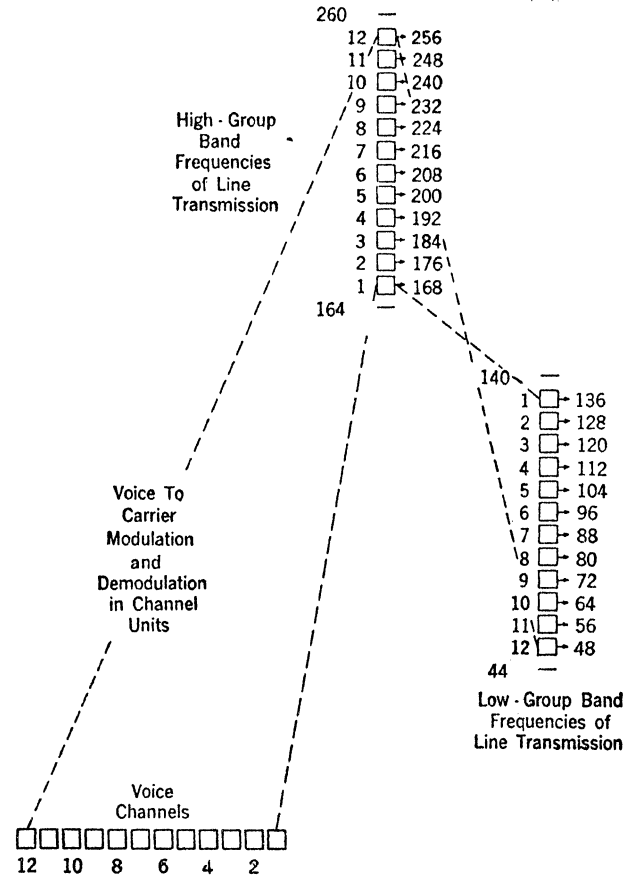 260
12 256
11 248
10 240
9 232
8 224
7 216
6 208
5 200
4 192
3 184
2 176
1 168
164
High - Group
Band
Frequencies
of Line
Transmission
140
1 136
2 128
3 120
4 112
5 104
6 96
7 88
8 80
9 72
10 64
11 56
12 48
44
Low - Group Band
Frequencies of
Line Transmission
Voice To
Carrier
Modulation
and
Demodulation
in Channel
Units
Voice
Channels
12 10 8 6 4 2